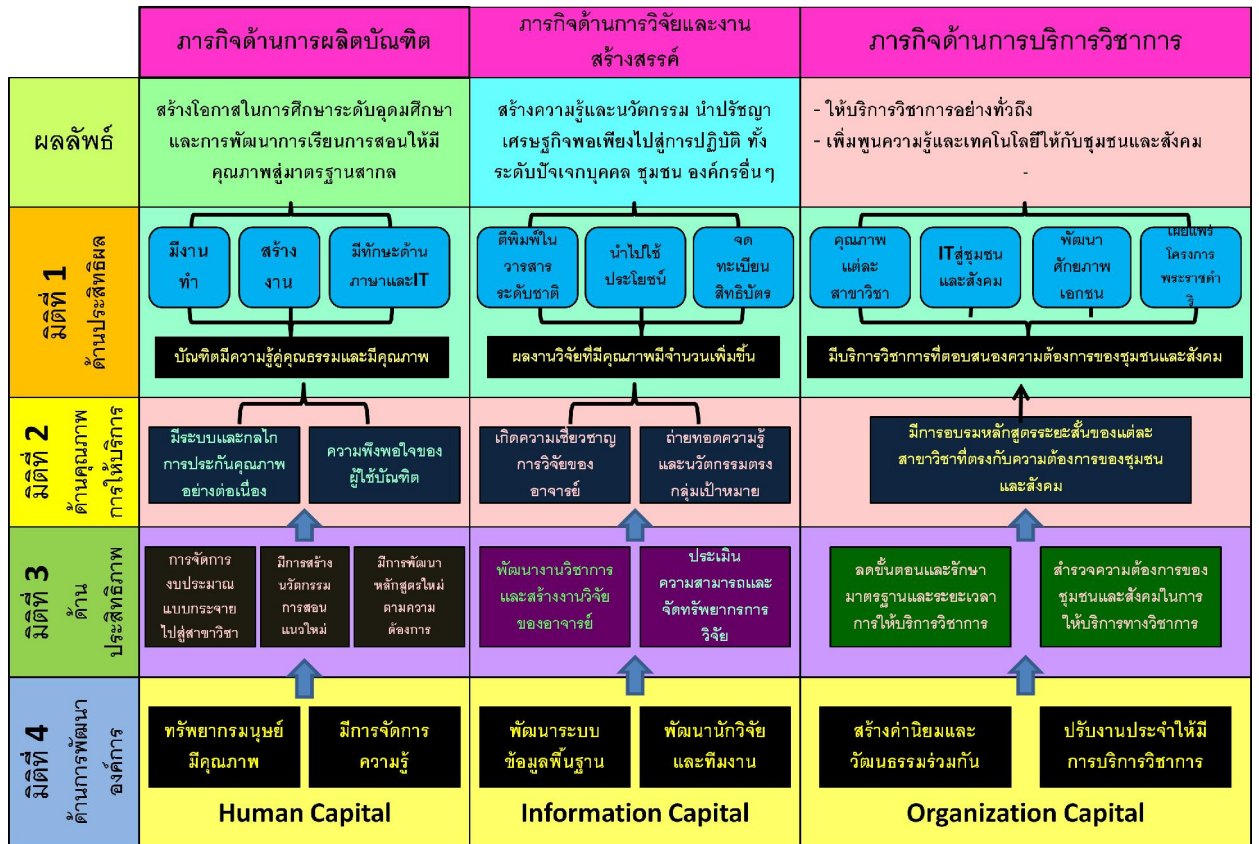 ภารกิจด้านการผลิตบัณฑิต
ภารกิจด้านการวิจัยและงาน
สร้างสรรค์
ภารกิจด้านการบริการวิชาการ
ผลลัพธ์
สร้างโอกาสในการศึกษาระดับอุดมศึกษา
และการพัฒนาการเรียนการสอนให้มี
คุณภาพสู่มาตรฐานสากล
สร้างความรู้และนวัตกรรม นำปรัชญา
เศรษฐกิจพอเพียงไปสู่การปฏิบัติ ทั้ง
ระดับปัจเจกบุคคล ชุมชน องค์กรอื่นๆ
- ให้บริการวิชาการอย่างทั่วถึง
- เพิ่มพูนความรู้และเทคโนโลยีให้กับชุมชนและสังคม
-
มิติที่ 1
ด้านประสิทธิผล
มีงาน
ทำ
สร้าง
งาน
มีทักษะด้าน
ภาษาและIT
บัณฑิตมีความรู้คู่คุณธรรมและมีคุณภาพ
ตีพิมพ์ใน
วารสาร
ระดับชาติ
นำไปใช้
ประโยชน์
จด
ทะเบียน
สิทธิบัตร
ผลงานวิจัยที่มีคุณภาพมีจำนวนเพิ่มขึ้น
คุณภาพ
แต่ละ
สาขาวิชา
ITสู่ชุมชน
และสังคม
พัฒนา
ศักยภาพ
เอกชน
เผยแพร่
โครงการ
พระราชดำ
ริ
มีบริการวิชาการที่ตอบสนองความต้องการของชุมชนและสังคม
มิติที่ 2
ด้านคุณภาพ
การให้บริการ
มีระบบและกลไก
การประกันคุณภาพ
อย่างต่อเนื่อง
ความพึงพอใจของ
ผู้ใช้บัณฑิต
เกิดความเชี่ยวชาญ
การวิจัยของ
อาจารย์
ถ่ายทอดความรู้
และนวัตกรรมตรง
กลุ่มเป้าหมาย
มีการอบรมหลักสูตรระยะสั้นของแต่ละ
สาขาวิชาที่ตรงกับความต้องการของชุมชน
และสังคม
มิติที่ 3
ด้าน
ประสิทธิภาพ
การจัดการ
งบประมาณ
แบบกระจาย
ไปสู่สาขาวิชา
มีการสร้าง
นวัตกรรม
การสอน
แนวใหม่
มีการพัฒนา
หลักสูตรใหม่
ตามความ
ต้องการ
พัฒนางานวิชาการ
และสร้างงานวิจัย
ของอาจารย์
ประเมิน
ความสามารถและ
จัดทรัพยากรการ
วิจัย
ลดขั้นตอนและรักษา
มาตรฐานและระยะเวลา
การให้บริการวิชาการ
สำรวจความต้องการของ
ชุมชนและสังคมในการ
ให้บริการทางวิชาการ
มิติที่ 4
ด้านการพัฒนา
องค์การ
ทรัพยากรมนุษย์
มีคุณภาพ
มีการจัดการ
ความรู้
Human Capital
พัฒนาระบบ
ข้อมูลพื้นฐาน
พัฒนานักวิจัย
และทีมงาน
Information Capital
สร้างค่านิยมและ
วัฒนธรรมร่วมกัน
ปรับงานประจำให้มี
การบริการวิชาการ
Organization Capital